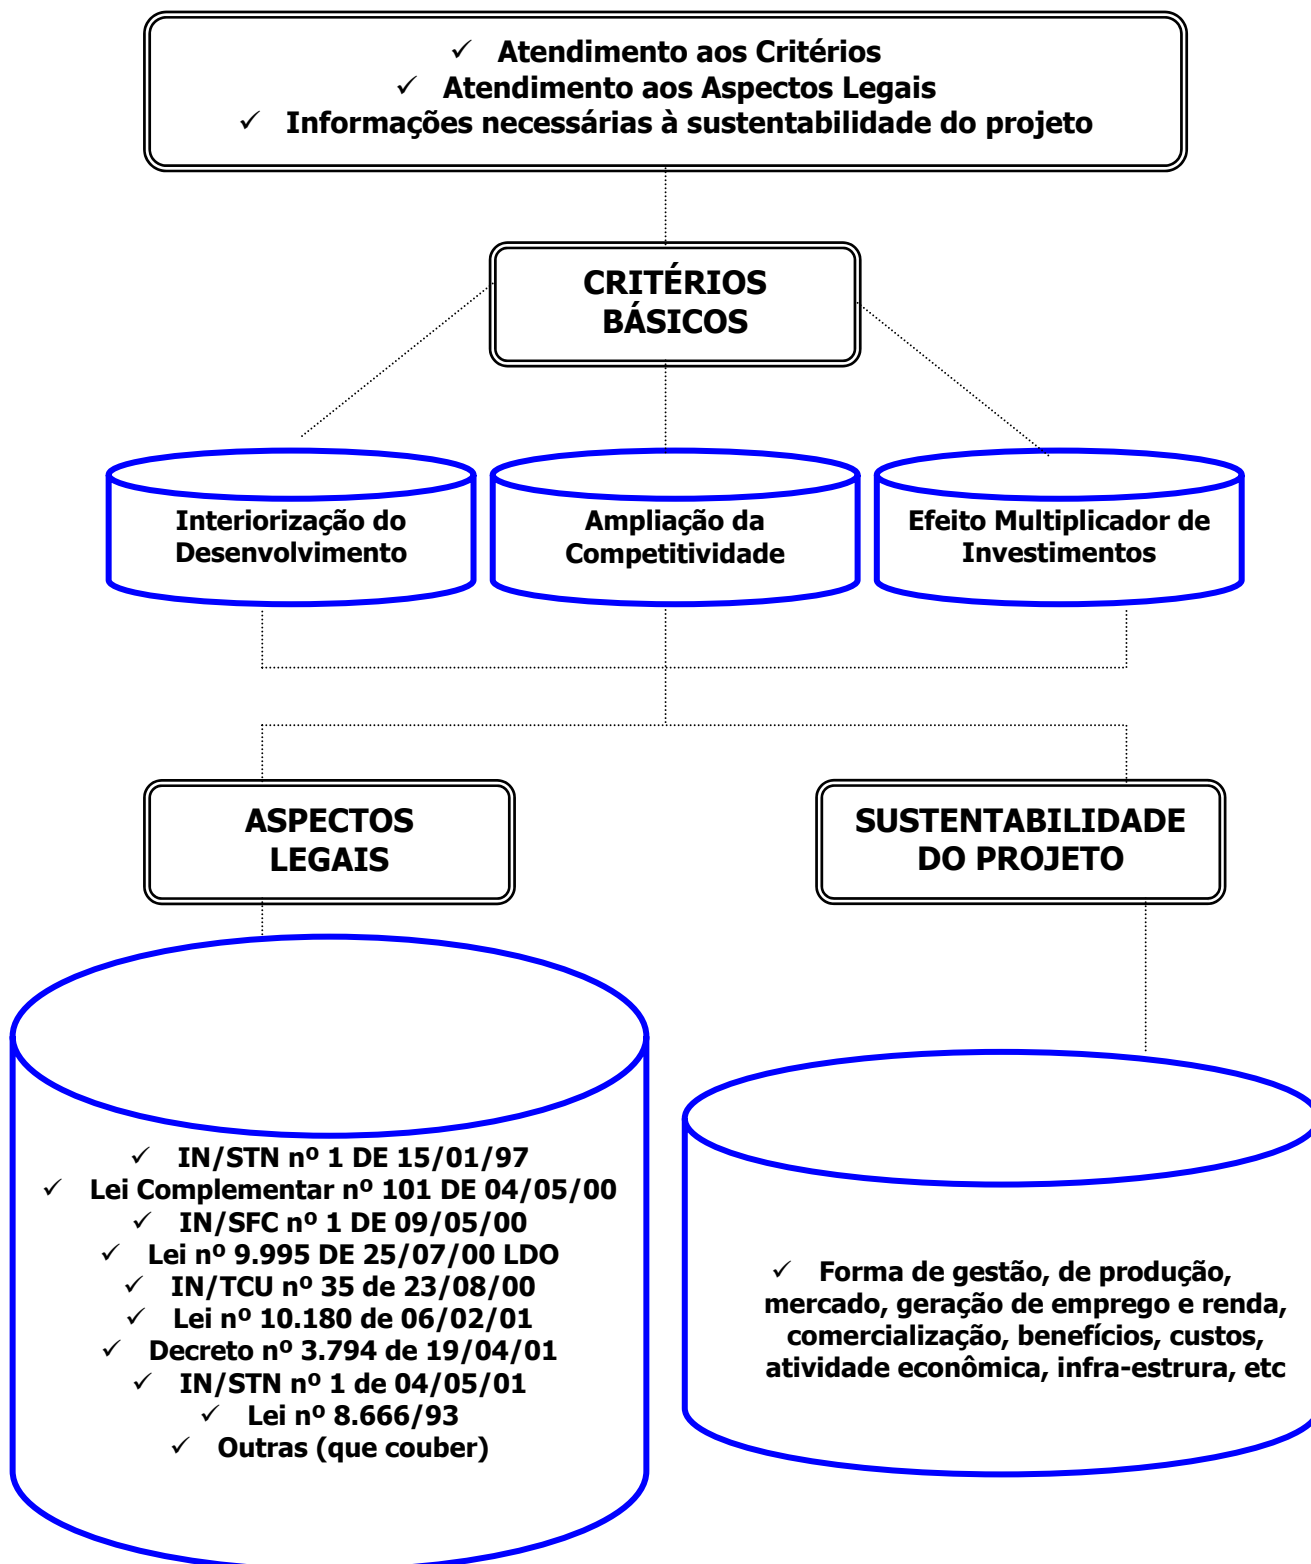 ✓ Atendimento aos Critérios
✓ Atendimento aos Aspectos Legais
✓ Informações necessárias à sustentabilidade do projeto
CRITÉRIOS
BÁSICOS
Interiorização do
Desenvolvimento
Ampliação da
Competitividade
Efeito Multiplicador de
Investimentos
ASPECTOS
LEGAIS
SUSTENTABILIDADE
DO PROJETO
✓ IN/STN nº 1 DE 15/01/97
✓ Lei Complementar nº 101 DE 04/05/00
✓ IN/SFC nº 1 DE 09/05/00
✓ Lei nº 9.995 DE 25/07/00 LDO
✓ IN/TCU nº 35 de 23/08/00
✓ Lei nº 10.180 de 06/02/01
✓ Decreto nº 3.794 de 19/04/01
✓ IN/STN nº 1 de 04/05/01
✓ Lei nº 8.666/93
✓ Outras (que couber)
✓ Forma de gestão, de produção,
mercado, geração de emprego e renda,
comercialização, benefícios, custos,
atividade econômica, infra-estrura, etc